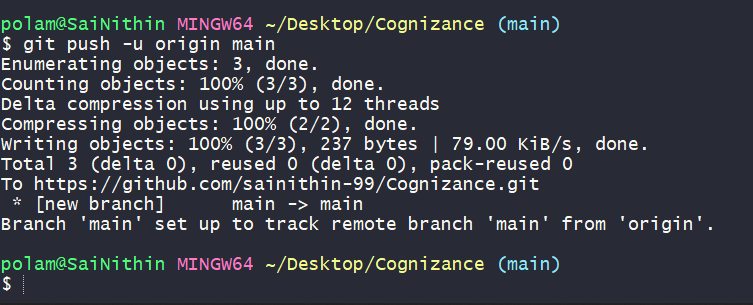 polam@SaiNithin MINGW64 ~/Desktop/Cognizance (main)
$ git push -u origin main
Enumerating objects: 3, done.
Counting objects: 100% (3/3), done.
Delta compression using up to 12 threads
Compressing objects: 100% (2/2), done.
Writing objects: 100% (3/3), 237 bytes | 79.00 KiB/s, done.
Total 3 (delta 0), reused 0 (delta 0), pack-reused 0
To https://github.com/sainithin-99/Cognizance.git
 * [new branch]      main -> main
Branch 'main' set up to track remote branch 'main' from 'origin'.
polam@SaiNithin MINGW64 ~/Desktop/Cognizance (main)
$